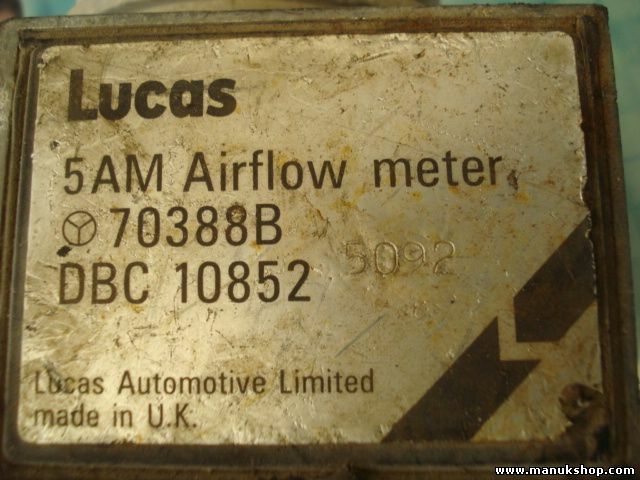 Lucas
5AM Airflow meter
70388B
DBC 10852 5092
Lucas Automotive Limited
made in U.K.
www.manukshop.com